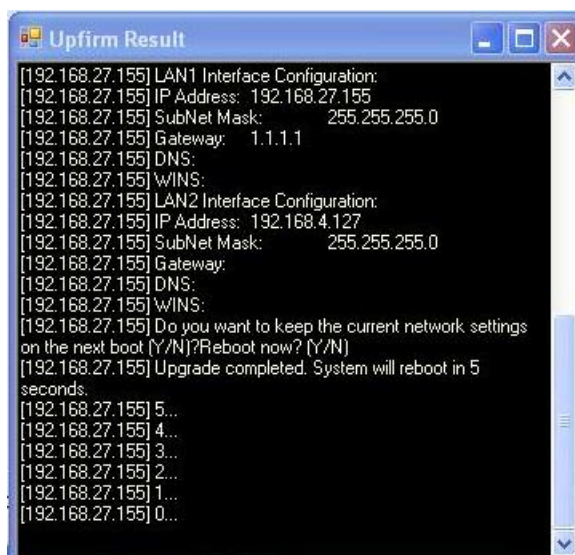 Upfirm Result
[192.168.27.155] LAN1 Interface Configuration:
[192.168.27.155] IP Address: 192.168.27.155
[192.168.27.155] SubNet Mask: 255.255.255.0
[192.168.27.155] Gateway: 1.1.1.1
[192.168.27.155] DNS:
[192.168.27.155] WINS:
[192.168.27.155] LAN2 Interface Configuration:
[192.168.27.155] IP Address: 192.168.4.127
[192.168.27.155] SubNet Mask: 255.255.255.0
[192.168.27.155] Gateway:
[192.168.27.155] DNS:
[192.168.27.155] WINS:
[192.168.27.155] Do you want to keep the current network settings
on the next boot (Y/N)?Reboot now? (Y/N)
[192.168.27.155] Upgrade completed. System will reboot in 5
seconds.
[192.168.27.155] 5...
[192.168.27.155] 4...
[192.168.27.155] 3...
[192.168.27.155] 2...
[192.168.27.155] 1...
[192.168.27.155] 0...